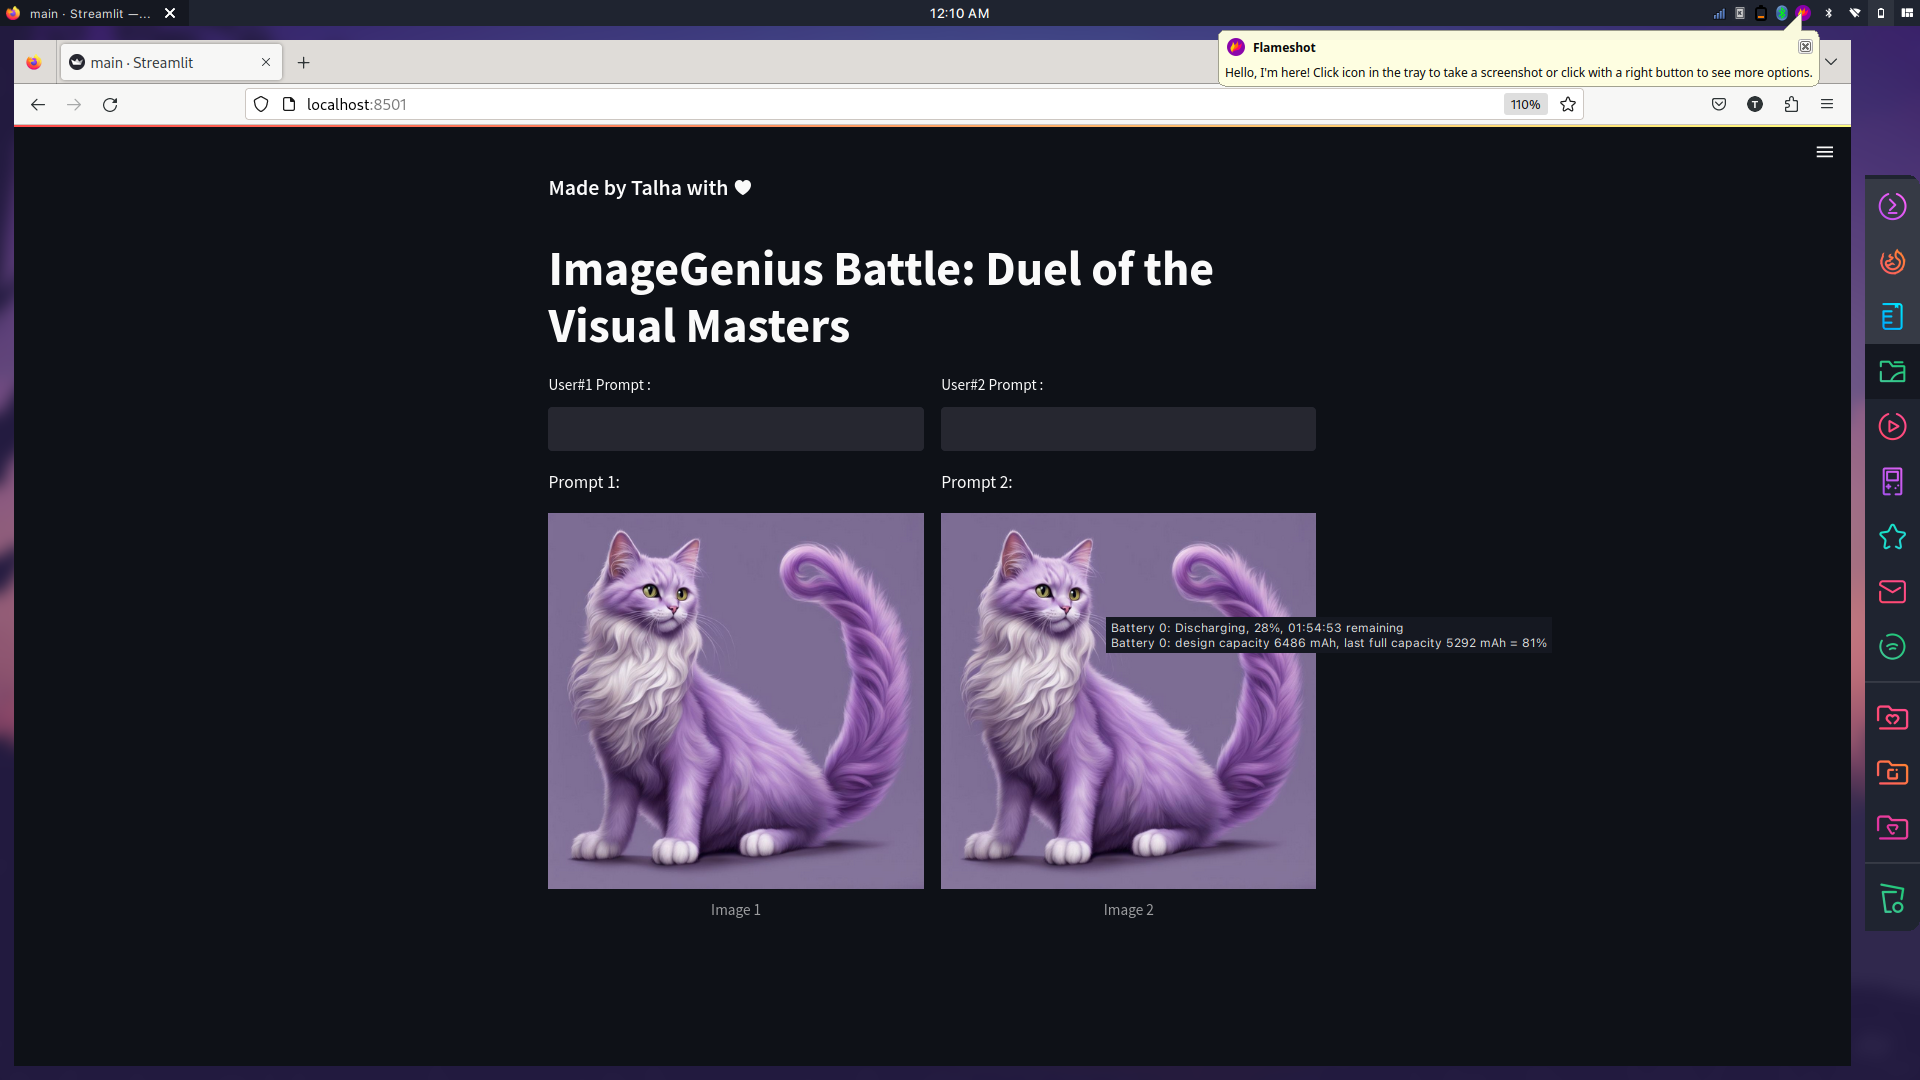 main · Streamlit —...
12:10 AM
Flameshot
Hello, I'm here! Click icon in the tray to take a screenshot or click with a right button to see more options.
main · Streamlit
localhost:8501
110%
T
Made by Talha with
ImageGenius Battle: Duel of the
Visual Masters
User#1 Prompt :
User#2 Prompt :
Prompt 1:
Prompt 2:
Battery 0: Discharging, 28%, 01:54:53 remaining
Battery 0: design capacity 6486 mAh, last full capacity 5292 mAh = 81%
Image 1
Image 2